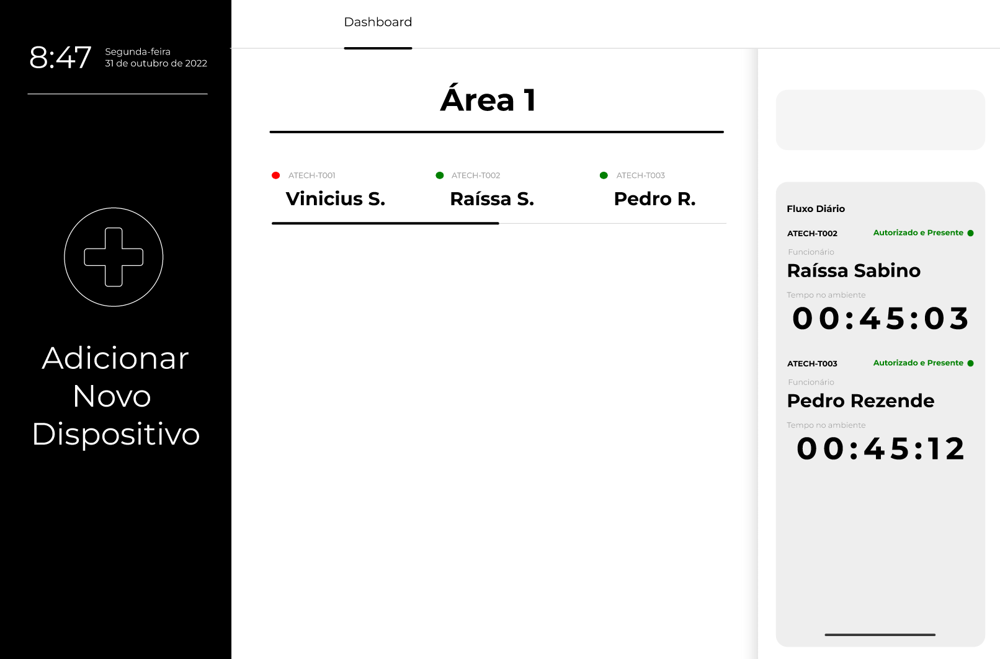 8:47
Segunda-feira
31 de outubro de 2022
Adicionar
Novo
Dispositivo
Dashboard
Área 1
ATECH-T001
Vinicius S.
ATECH-T002
Raíssa S.
ATECH-T003
Pedro R.
Fluxo Diário
ATECH-T002 Autorizado e Presente
Funcionário
Raíssa Sabino
Tempo no ambiente
00:45:03
ATECH-T003 Autorizado e Presente
Funcionário
Pedro Rezende
Tempo no ambiente
00:45:12